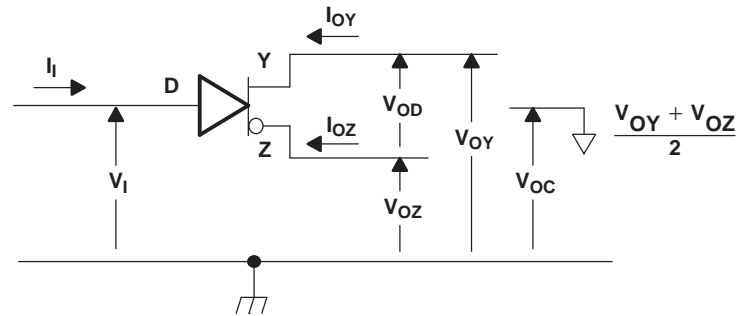 I_OY
I_I
D
Y
Z
I_OZ
V_OD
V_OY
V_OY + V_OZ
2
V_I
V_OZ
V_OC